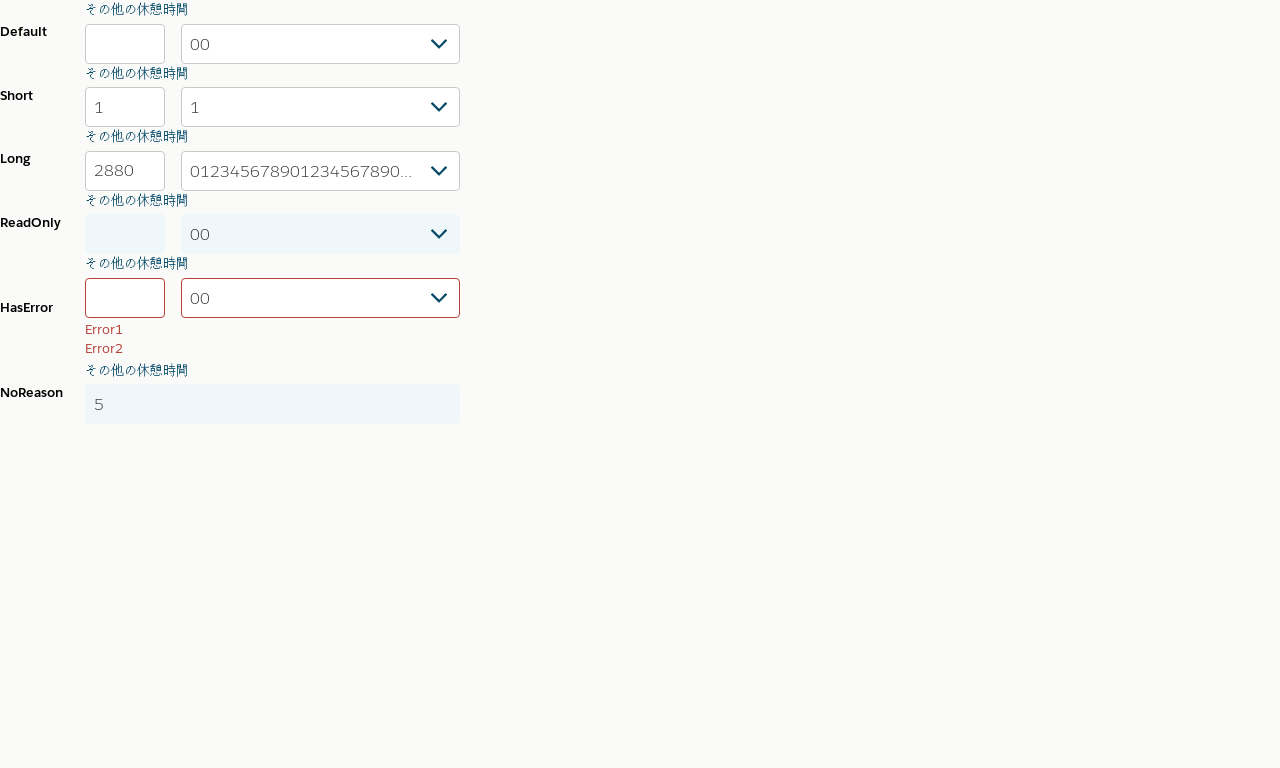 その他の休憩時間
Default
00
その他の休憩時間
Short
1
1
その他の休憩時間
Long
2880
012345678901234567890...
その他の休憩時間
ReadOnly
00
その他の休憩時間
HasError
00
Error1
Error2
その他の休憩時間
NoReason
5